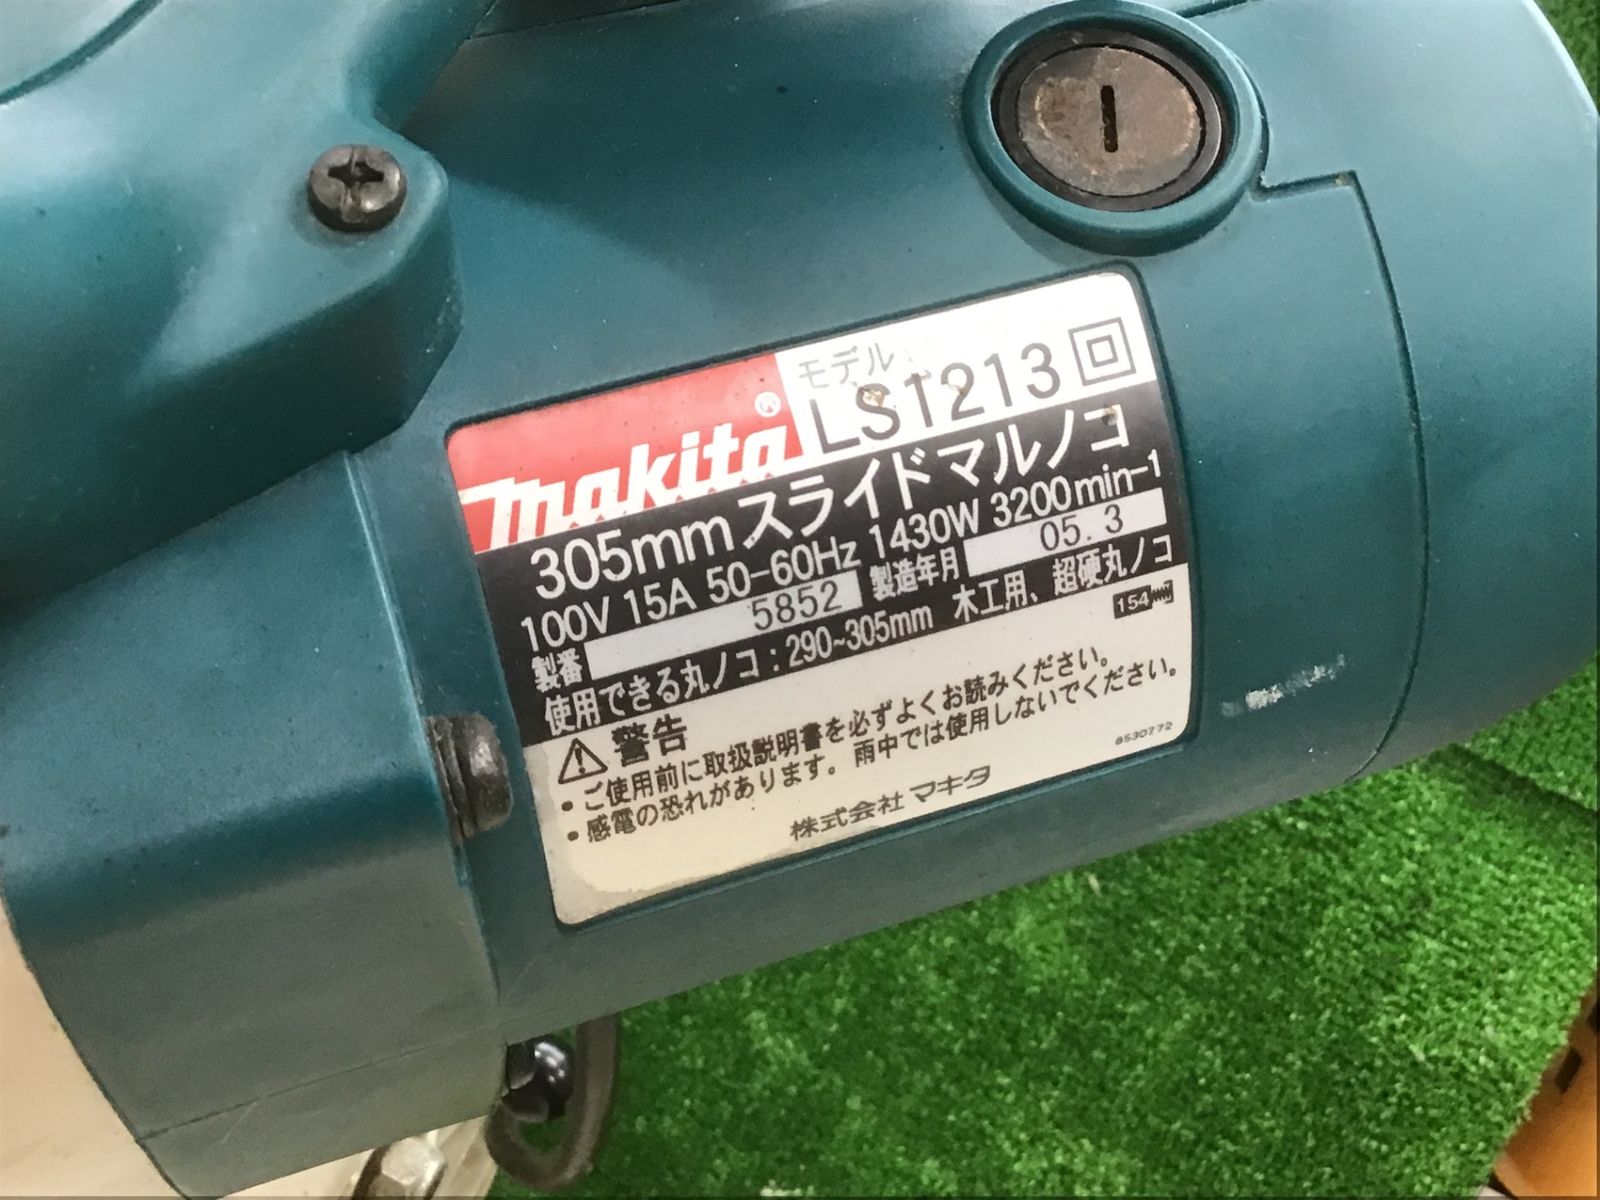 makita®
モデル
LS1213
305mmスライドマルノコ
100V 15A 50-60Hz 1430W 3200min-1
製番 5852 製造年月 05. 3
使用できる丸ノコ：290~305mm 木工用、超硬丸ノコ
154
警告
・ご使用前に取扱説明書を必ずよくお読みください。
・感電の恐れがあります。雨中では使用しないでください。
株式会社マキタ
8530772